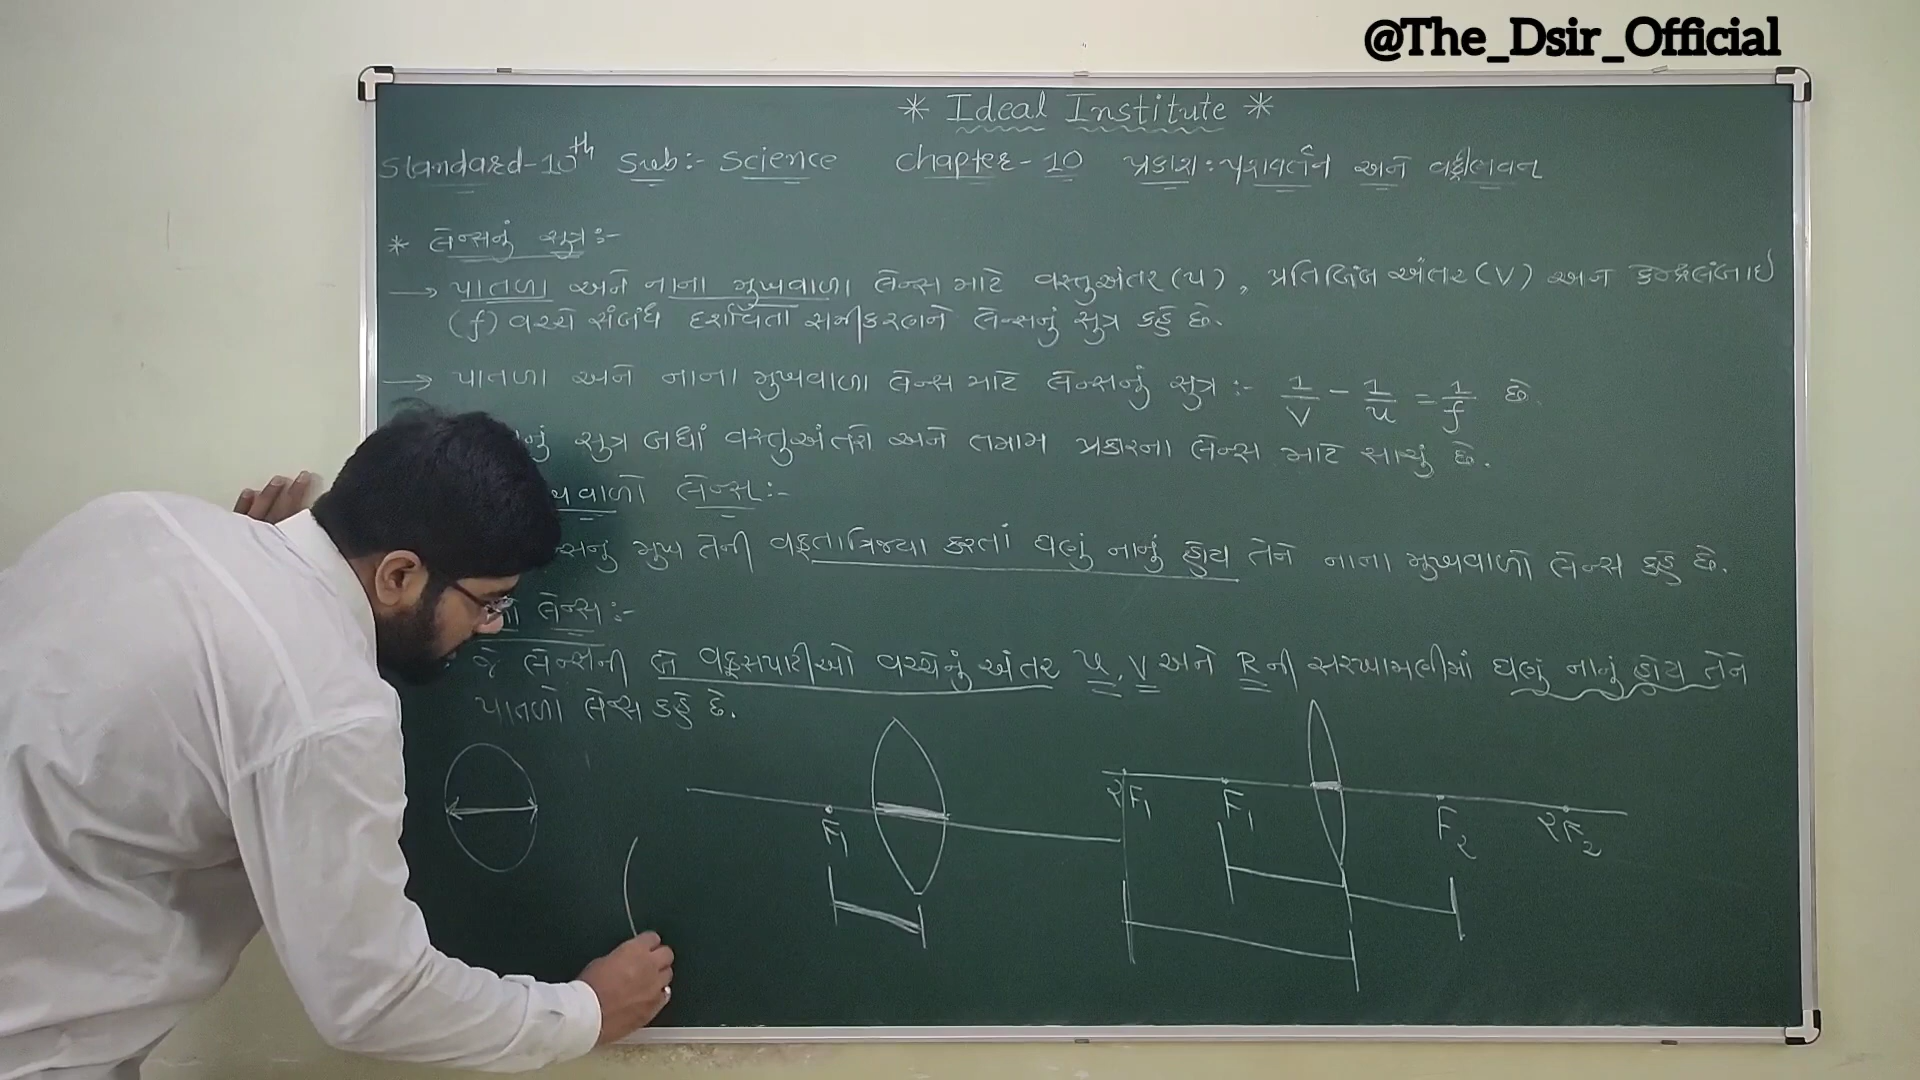 @The_Dsir_Official
* Ideal Institute *
Standard-10th Sub:- Science Chapter-10 પ્રકાશ : પરાવર્તન અને વક્રીભવન
* લેન્સનું સુત્ર :-
→ પાતળા અને નાના મુખવાળા લેન્સ માટે વસ્તુઅંતર (u), પ્રતિબિંબ અંતર (v) અને કેન્દ્રલંબાઇ
(f) વચ્ચે સંબંધ દર્શાવતા સમીકરણને લેન્સનું સુત્ર કહે છે.
→ પાતળા અને નાના મુખવાળા લેન્સ માટે લેન્સનું સુત્ર :- 1/v - 1/u = 1/f છે.
નું સુત્ર બધાં વસ્તુઅંતરો અને તમામ પ્રકારના લેન્સ માટે સાચું છે.
ખવાળો લેન્સ :-
ન્સનું મુખ તેની વક્રતાત્રિજ્યા કરતાં ઘણું નાનું હોય તેને નાના મુખવાળો લેન્સ કહે છે.
ળો લેન્સ :-
જે લેન્સની બે વક્રસપાટીઓ વચ્ચેનું અંતર u, v અને R ની સરખામણીમાં ઘણું નાનું હોય તેને
પાતળો લેન્સ કહે છે.
F1
2F1 F1 F2 2F2